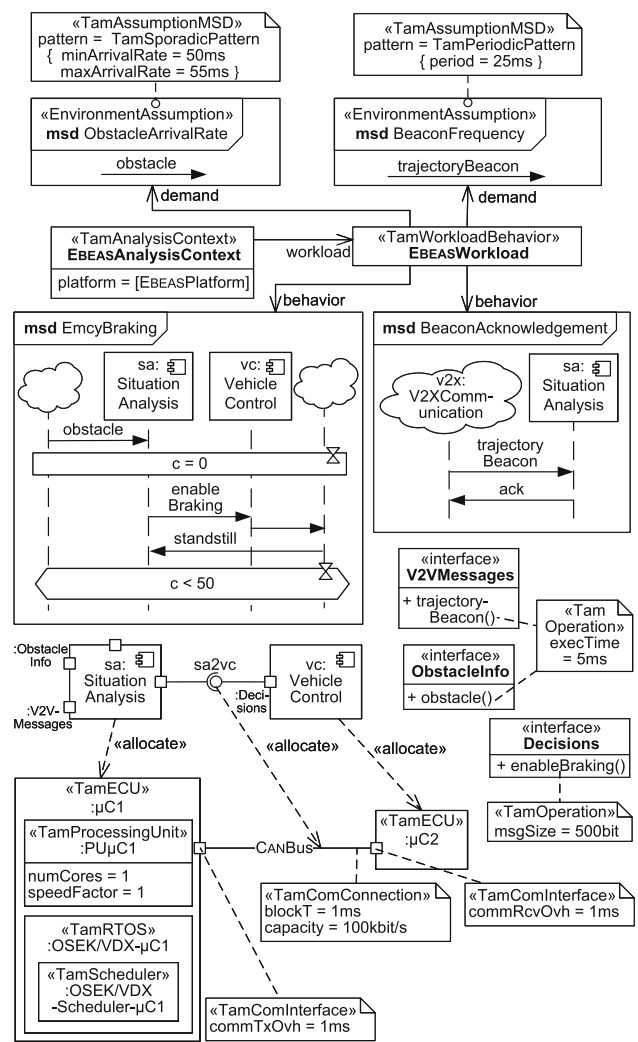 «TamAssumptionMSD»
pattern = TamSporadicPattern
{ minArrivalRate = 50ms
maxArrivalRate = 55ms }
«TamAssumptionMSD»
pattern = TamPeriodicPattern
{ period = 25ms }
«EnvironmentAssumption»
msd ObstacleArrivalRate
obstacle
«EnvironmentAssumption»
msd BeaconFrequency
trajectoryBeacon
demand
demand
«TamAnalysisContext»
EBEASAnalysisContext
platform = [EBEASPlatform]
workload
«TamWorkloadBehavior»
EBEASWorkload
behavior
behavior
msd EmcyBraking
sa:
Situation
Analysis
vc:
Vehicle
Control
obstacle
c = 0
enable
Braking
standstill
c < 50
msd BeaconAcknowledgement
v2x:
V2XComm-
unication
sa:
Situation
Analysis
trajectory
Beacon
ack
«interface»
V2VMessages
+ trajectory-
Beacon()
«Tam
Operation»
execTime
= 5ms
«interface»
ObstacleInfo
+ obstacle()
«interface»
Decisions
+ enableBraking()
«TamOperation»
msgSize = 500bit
:Obstacle
Info
:V2V-
Messages
sa:
Situation
Analysis
sa2vc
:Deci-
sions
vc:
Vehicle
Control
«allocate»
«allocate»
«allocate»
«TamECU»
:µC1
«TamProcessingUnit»
:PUµC1
numCores = 1
speedFactor = 1
«TamRTOS»
:OSEK/VDX-µC1
«TamScheduler»
:OSEK/VDX
-Scheduler-µC1
CANBUS
«TamECU»
:µC2
«TamComConnection»
blockT = 1ms
capacity = 100kbit/s
«TamComInterface»
commRcvOvh = 1ms
«TamComInterface»
commTxOvh = 1ms